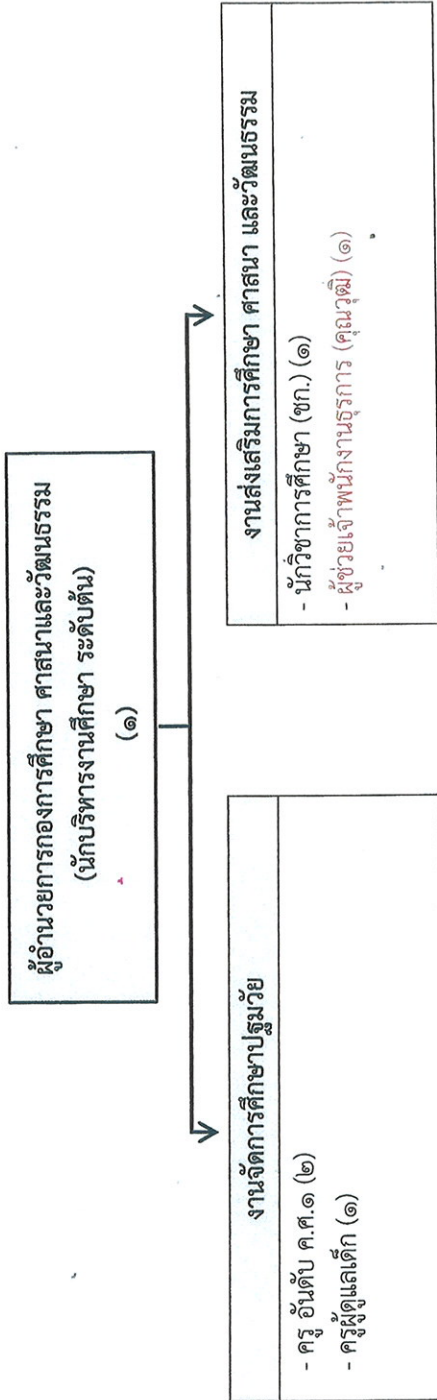 ผู้อำนวยการกองการศึกษา ศาสนาและวัฒนธรรม
(นักบริหารงานศึกษา ระดับต้น)
(๑)
งานจัดการศึกษาปฐมวัย
- ครู อันดับ ค.ศ.๑ (๒)
- ครูผู้ดูแลเด็ก (๑)
งานส่งเสริมการศึกษา ศาสนา และวัฒนธรรม
- นักวิชาการศึกษา (ชก.) (๑)
- ผู้ช่วยเจ้าพนักงานธุรการ (คุณวุฒิ) (๑)